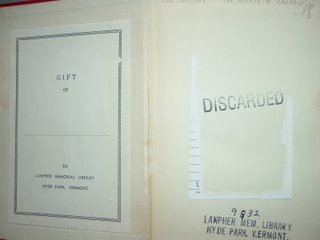 GIFT
OF
TO
LANPHER MEMORIAL LIBRARY
HYDE PARK, VERMONT
DISCARDED
9832
LANPHER MEM. LIBRARY
HYDE PARK, VERMONT